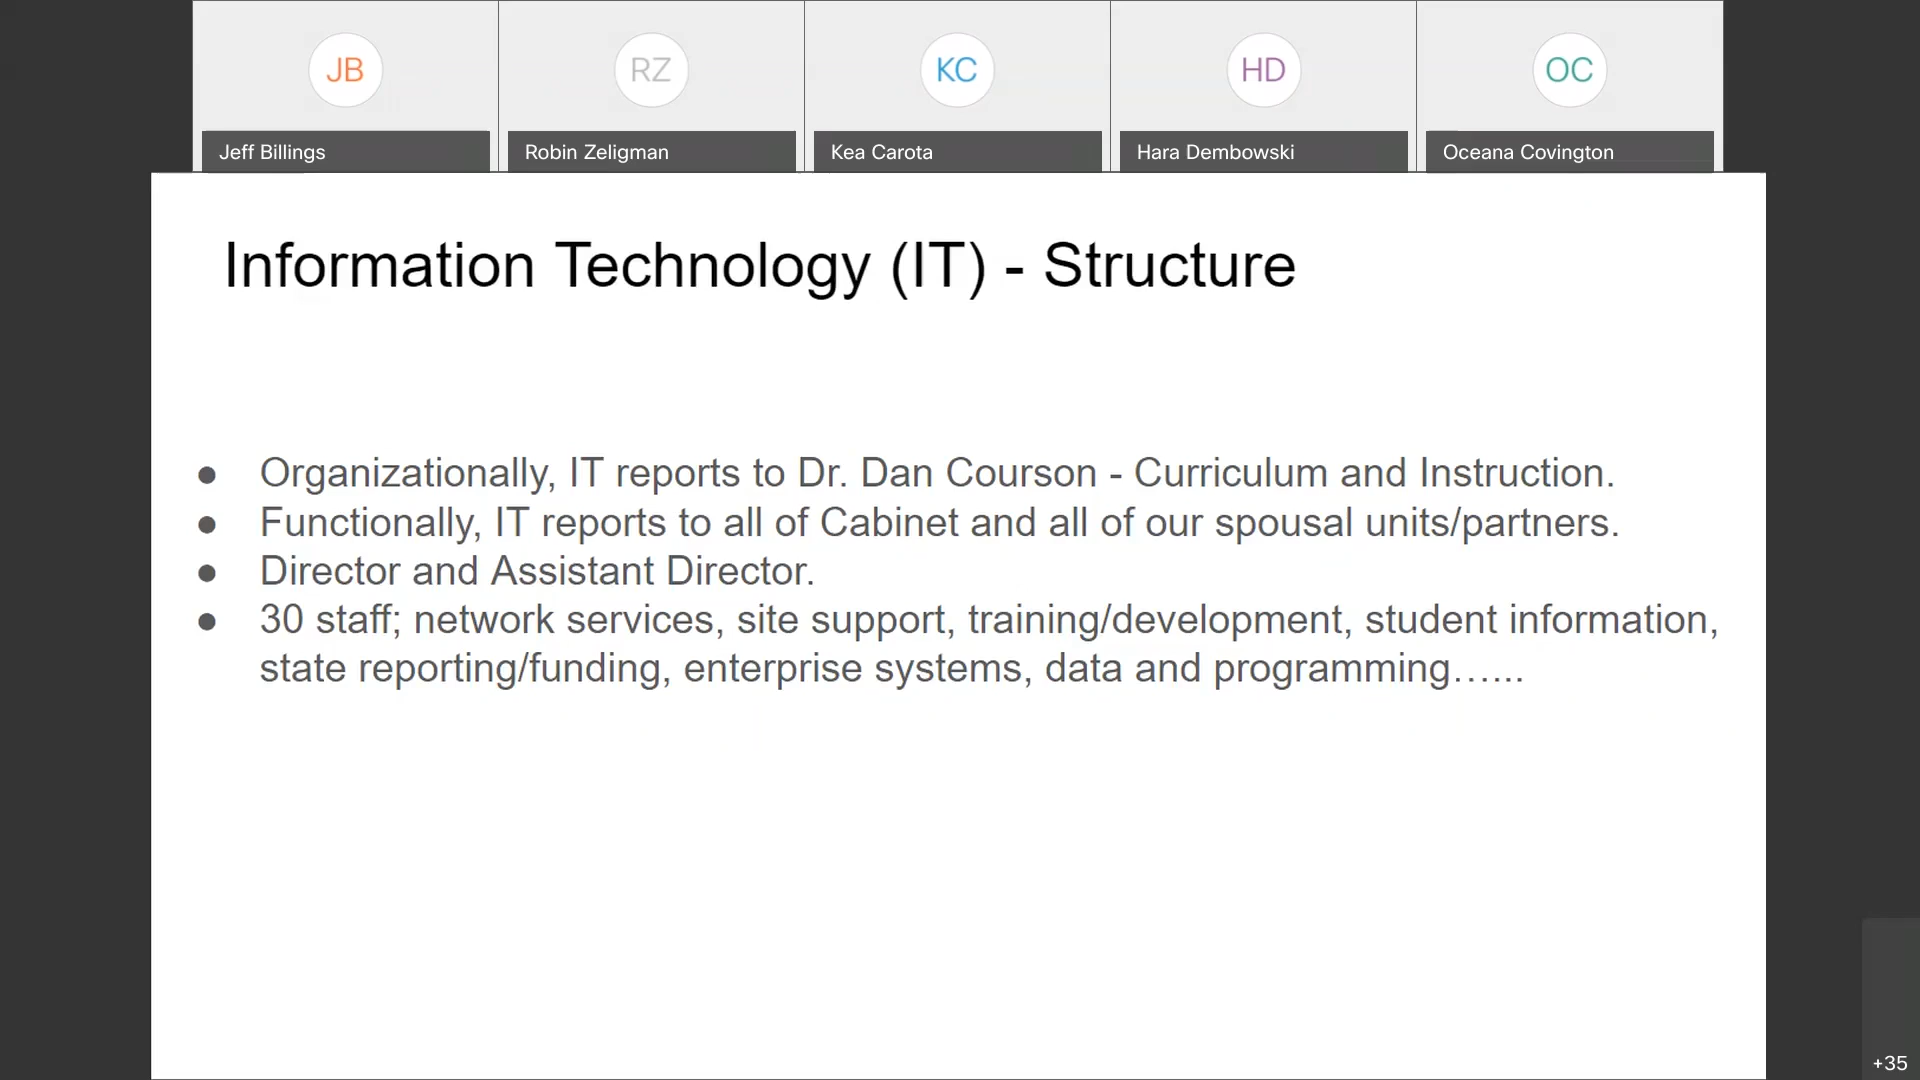 JB
RZ
KC
HD
OC
Jeff Billings
Robin Zeligman
Kea Carota
Hara Dembowski
Oceana Covington
Information Technology (IT) - Structure
● Organizationally, IT reports to Dr. Dan Courson - Curriculum and Instruction.
● Functionally, IT reports to all of Cabinet and all of our spousal units/partners.
● Director and Assistant Director.
● 30 staff; network services, site support, training/development, student information,
state reporting/funding, enterprise systems, data and programming…...
+35